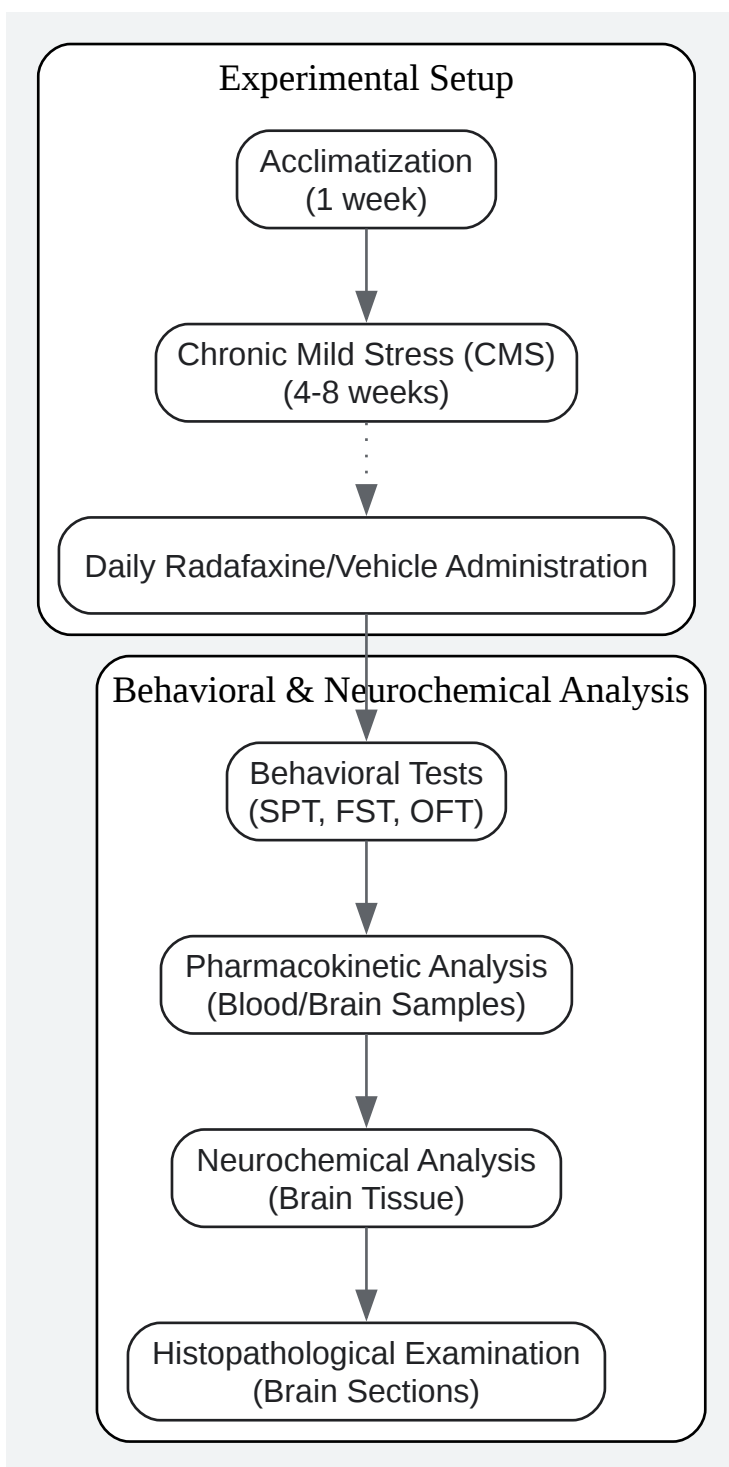 Experimental Setup
Acclimatization
(1 week)
Chronic Mild Stress (CMS)
(4-8 weeks)
Daily Radafaxine/Vehicle Administration
Behavioral & Neurochemical Analysis
Behavioral Tests
(SPT, FST, OFT)
Pharmacokinetic Analysis
(Blood/Brain Samples)
Neurochemical Analysis
(Brain Tissue)
Histopathological Examination
(Brain Sections)